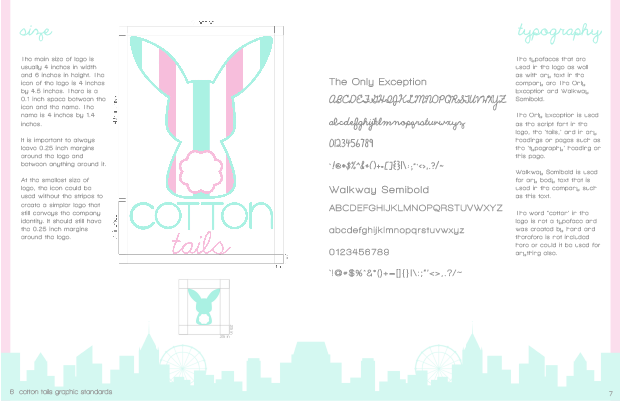 size
The main size of logo is
usually 4 inches in width
and 6 inches in height. The
icon of the logo is 4 inches
by 4.5 inches. There is a
0.1 inch space between the
icon and the name. The
name is 4 inches by 1.4
inches.
It is important to always
leave 0.25 inch margins
around the logo and
between anything around it.
At the smallest size of
logo, the icon could be
used without the stripes to
create a simpler logo that
still conveys the company
identity. It should still have
the 0.25 inch margins
around the logo.
COTTON
tails
The Only Exception
ABCDEFGHIJKLMNOPQRSTUVWXYZ
abcdefghijklmnopqrstuvwxyz
0123456789
Walkway Semibold
ABCDEFGHIJKLMNOPQRSTUVWXYZ
abcdefghijklmnopqrstuvwxyz
0123456789
`!@#$%^&*()+-=[]{}|\:;"'<>,.?/~
typography
The typefaces that are
used in the logo as well
as with any text in the
company are The Only
Exception and Walkway
Semibold.
The Only Exception is used
as the script font in the
logo, the "tails," and in any
headings or pages such as
the "typography" heading on
this page.
Walkway Semibold is used
for any body text that is
used in the company, such
as this text.
The word "cotton" in the
logo is not a typeface and
was created by hand and
therefore is not included
here or could it be used for
anything else.
6 cotton tails graphic standards
7